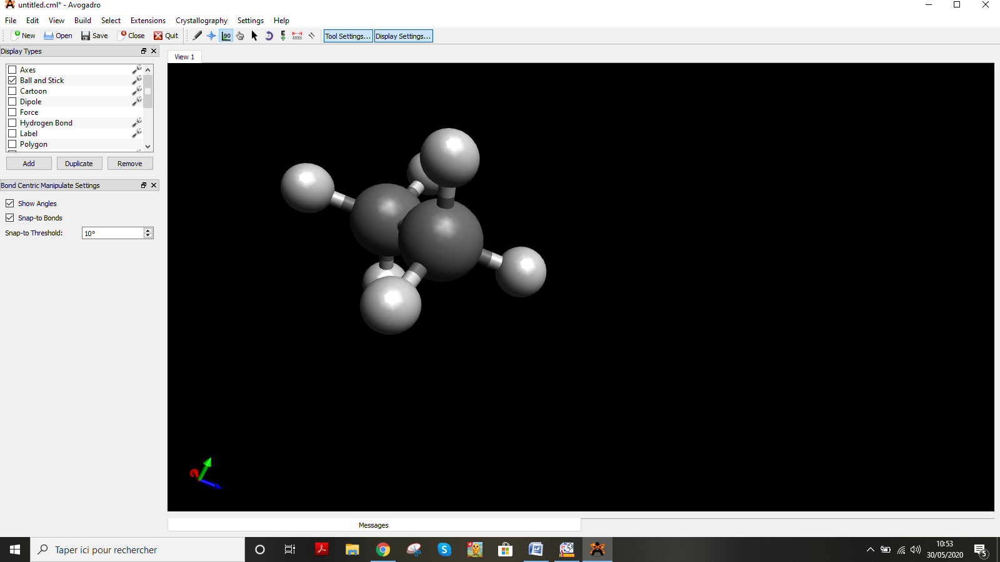 untitled.cml* - Avogadro
File Edit View Build Select Extensions Crystallography Settings Help
New Open Save Close Quit 90 E Tool Settings... Display Settings...
Display Types
View 1
Axes
Ball and Stick
Cartoon
Dipole
Force
Hydrogen Bond
Label
Polygon
Add Duplicate Remove
Bond Centric Manipulate Settings
Show Angles
Snap-to Bonds
Snap-to Threshold: 10°
Messages
Taper ici pour rechercher
10:53
30/05/2020
5